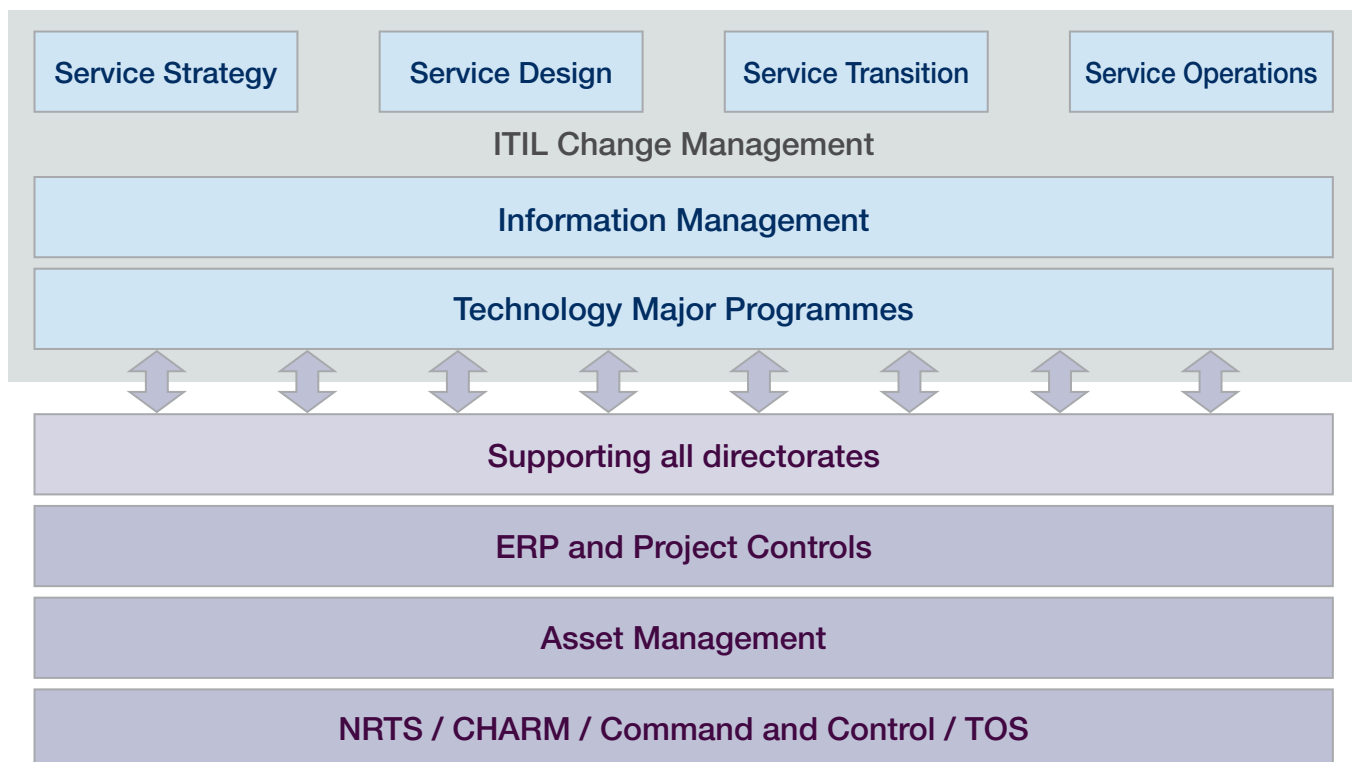 Service Strategy
Service Design
Service Transition
Service Operations
ITIL Change Management
Information Management
Technology Major Programmes
Supporting all directorates
ERP and Project Controls
Asset Management
NRTS / CHARM / Command and Control / TOS